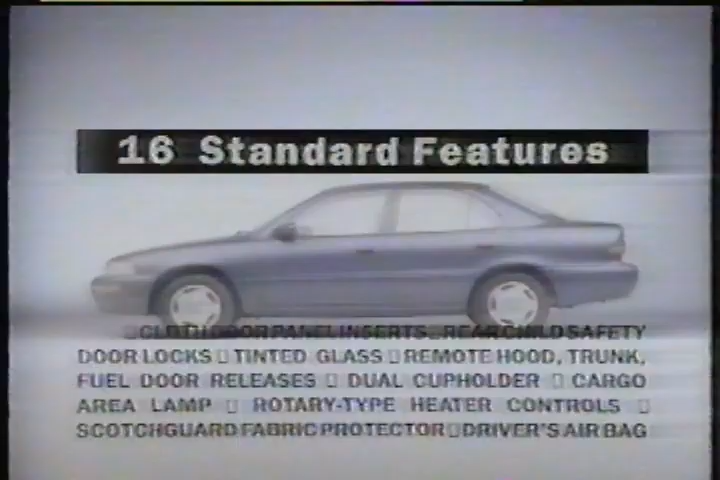 16 Standard Features
▯ CLOTH DOOR PANEL INSERTS ▯ REAR CHILD SAFETY
DOOR LOCKS ▯ TINTED GLASS ▯ REMOTE HOOD, TRUNK,
FUEL DOOR RELEASES ▯ DUAL CUPHOLDER ▯ CARGO
AREA LAMP ▯ ROTARY-TYPE HEATER CONTROLS ▯
SCOTCHGUARD FABRIC PROTECTOR ▯ DRIVER'S AIR BAG